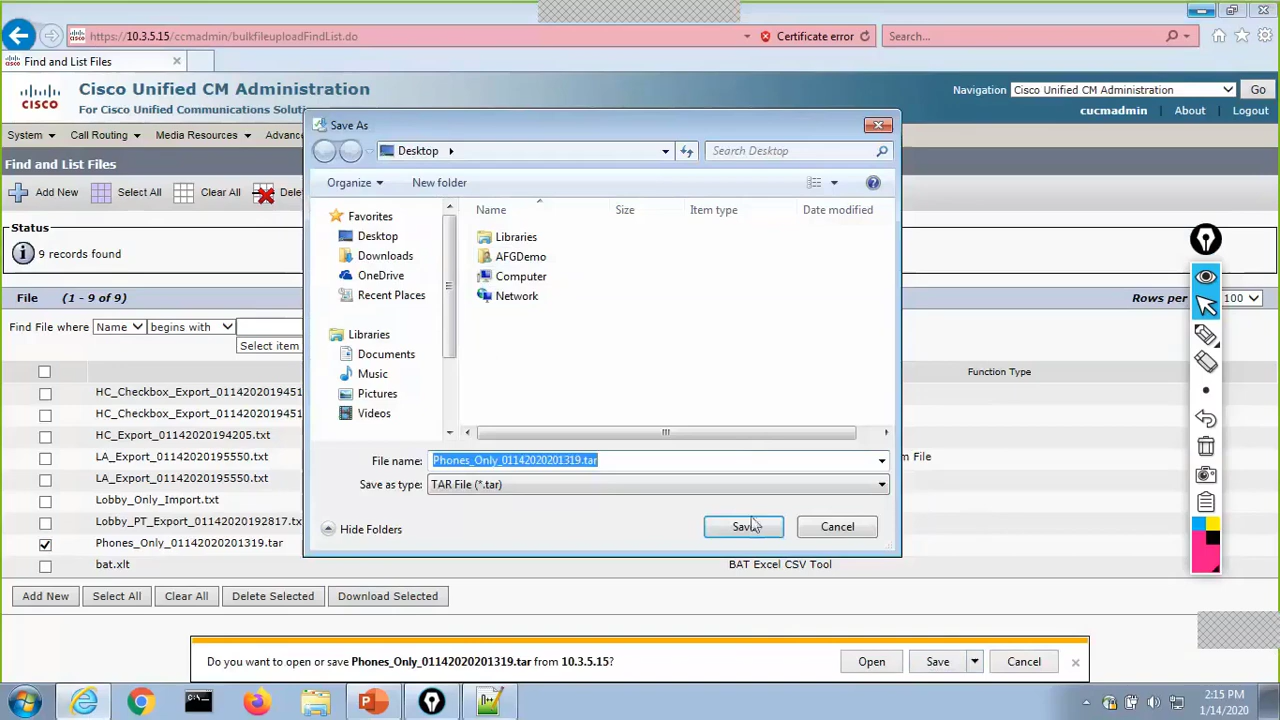 https://10.3.5.15/ccmadmin/bulkfileuploadFindList.do
Certificate error
Search...
Find and List Files
CISCO
Cisco Unified CM Administration
For Cisco Unified Communications Solut
Navigation
Cisco Unified CM Administration
Go
cucmadmin
About
Logout
System
Call Routing
Media Resources
Advanc
Find and List Files
Add New
Select All
Clear All
Dele
Status
9 records found
File (1 - 9 of 9)
Rows per
100
Find File where
Name
begins with
Select item
Function Type
HC_Checkbox_Export_0114202019451
HC_Checkbox_Export_0114202019451
HC_Export_01142020194205.txt
LA_Export_01142020195550.txt
LA_Export_01142020195550.txt
Lobby_Only_Import.txt
Lobby_PT_Export_01142020192817.tx
Phones_Only_01142020201319.tar
bat.xlt
File
BAT Excel CSV Tool
Add New
Select All
Clear All
Delete Selected
Download Selected
Save As
Desktop
Search Desktop
Organize
New folder
Favorites
Desktop
Downloads
OneDrive
Recent Places
Libraries
Documents
Music
Pictures
Videos
Name
Size
Item type
Date modified
Libraries
AFGDemo
Computer
Network
File name:
Phones_Only_01142020201319.tar
Save as type:
TAR File (*.tar)
Hide Folders
Save
Cancel
Do you want to open or save Phones_Only_01142020201319.tar from 10.3.5.15?
Open
Save
Cancel
2:15 PM
1/14/2020